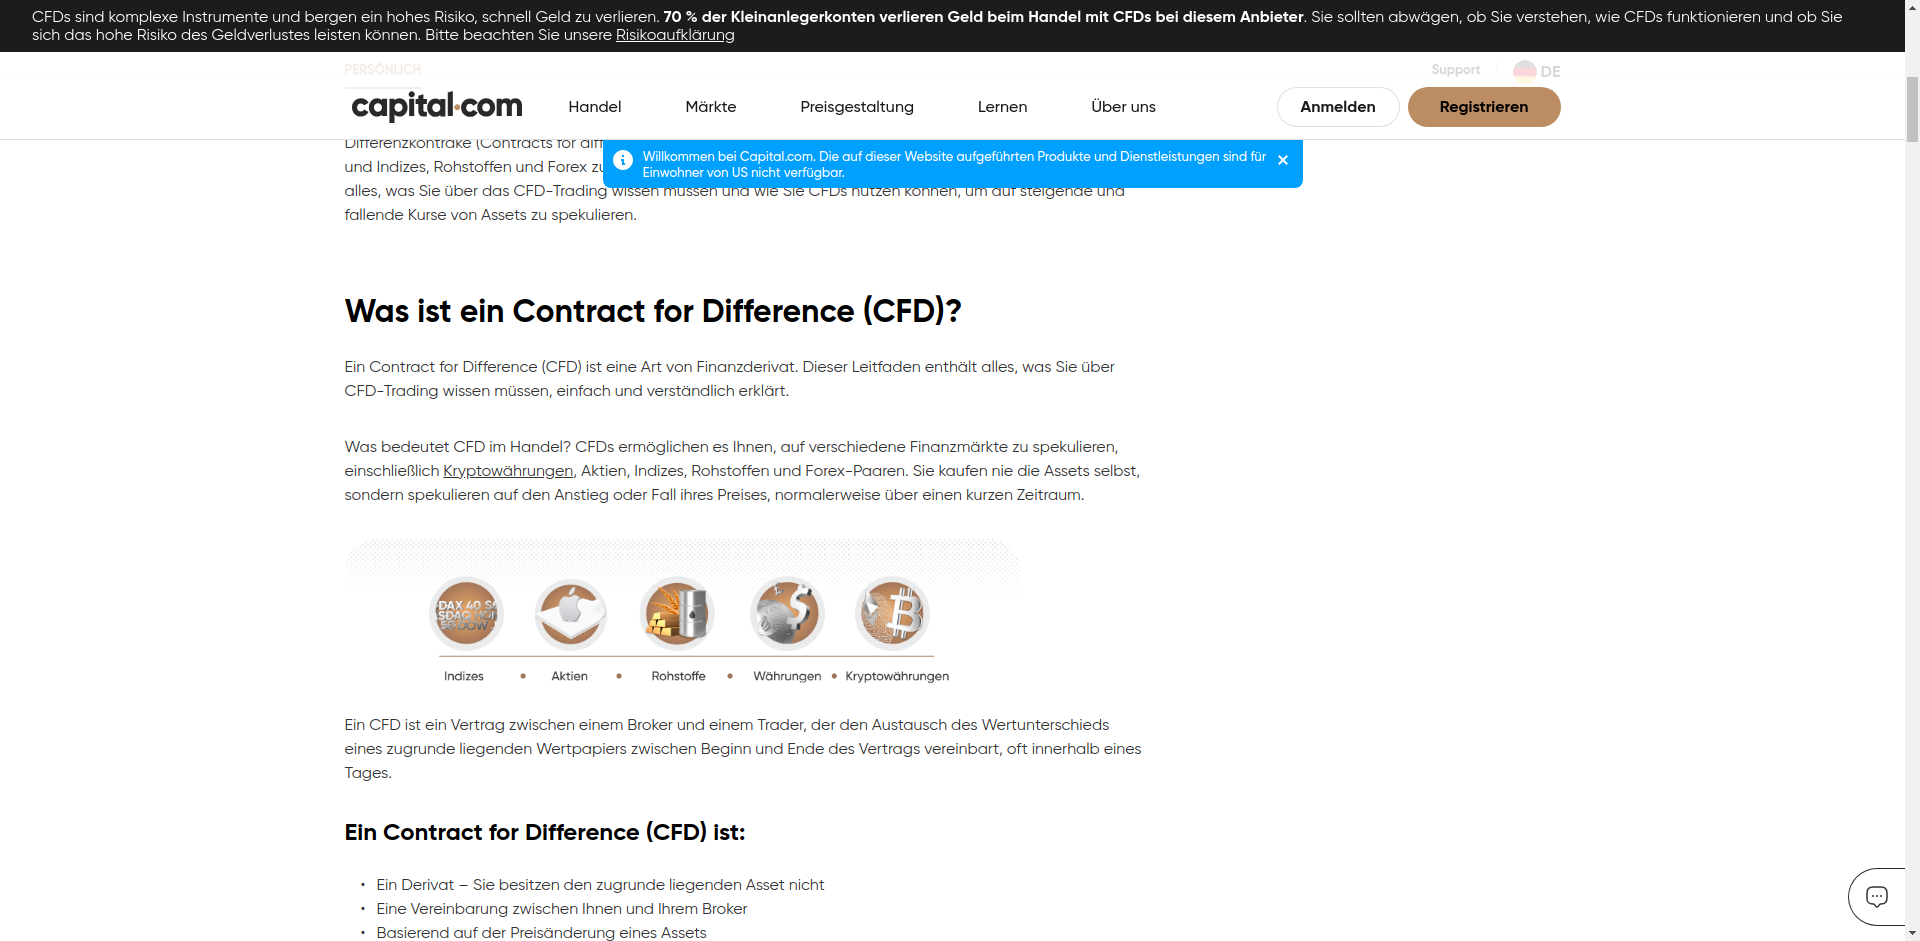 CFDs sind komplexe Instrumente und bergen ein hohes Risiko, schnell Geld zu verlieren. 70 % der Kleinanlegerkonten verlieren Geld beim Handel mit CFDs bei diesem Anbieter. Sie sollten abwägen, ob Sie verstehen, wie CFDs funktionieren und ob Sie
sich das hohe Risiko des Geldverlustes leisten können. Bitte beachten Sie unsere Risikoaufklärung
PERSÖNLICH
Support
DE
capital.com
Handel
Märkte
Preisgestaltung
Lernen
Über uns
Anmelden
Registrieren
Willkommen bei Capital.com. Die auf dieser Website aufgeführten Produkte und Dienstleistungen sind für
Einwohner von US nicht verfügbar.
Differenzkontrake (Contracts for
und Indizes, Rohstoffen und Forex
alles, was Sie über das CFD-Trading wissen müssen und wie Sie CFDs nutzen können, um auf steigende und
fallende Kurse von Assets zu spekulieren.
Was ist ein Contract for Difference (CFD)?
Ein Contract for Difference (CFD) ist eine Art von Finanzderivat. Dieser Leitfaden enthält alles, was Sie über
CFD-Trading wissen müssen, einfach und verständlich erklärt.
Was bedeutet CFD im Handel? CFDs ermöglichen es Ihnen, auf verschiedene Finanzmärkte zu spekulieren,
einschließlich Kryptowährungen, Aktien, Indizes, Rohstoffen und Forex-Paaren. Sie kaufen nie die Assets selbst,
sondern spekulieren auf den Anstieg oder Fall ihres Preises, normalerweise über einen kurzen Zeitraum.
DAX 40
Indizes • Aktien • Rohstoffe • Währungen • Kryptowährungen
Ein CFD ist ein Vertrag zwischen einem Broker und einem Trader, der den Austausch des Wertunterschieds
eines zugrunde liegenden Wertpapiers zwischen Beginn und Ende des Vertrags vereinbart, oft innerhalb eines
Tages.
Ein Contract for Difference (CFD) ist:
• Ein Derivat – Sie besitzen den zugrunde liegenden Asset nicht
• Eine Vereinbarung zwischen Ihnen und Ihrem Broker
• Basierend auf der Preisänderung eines Assets